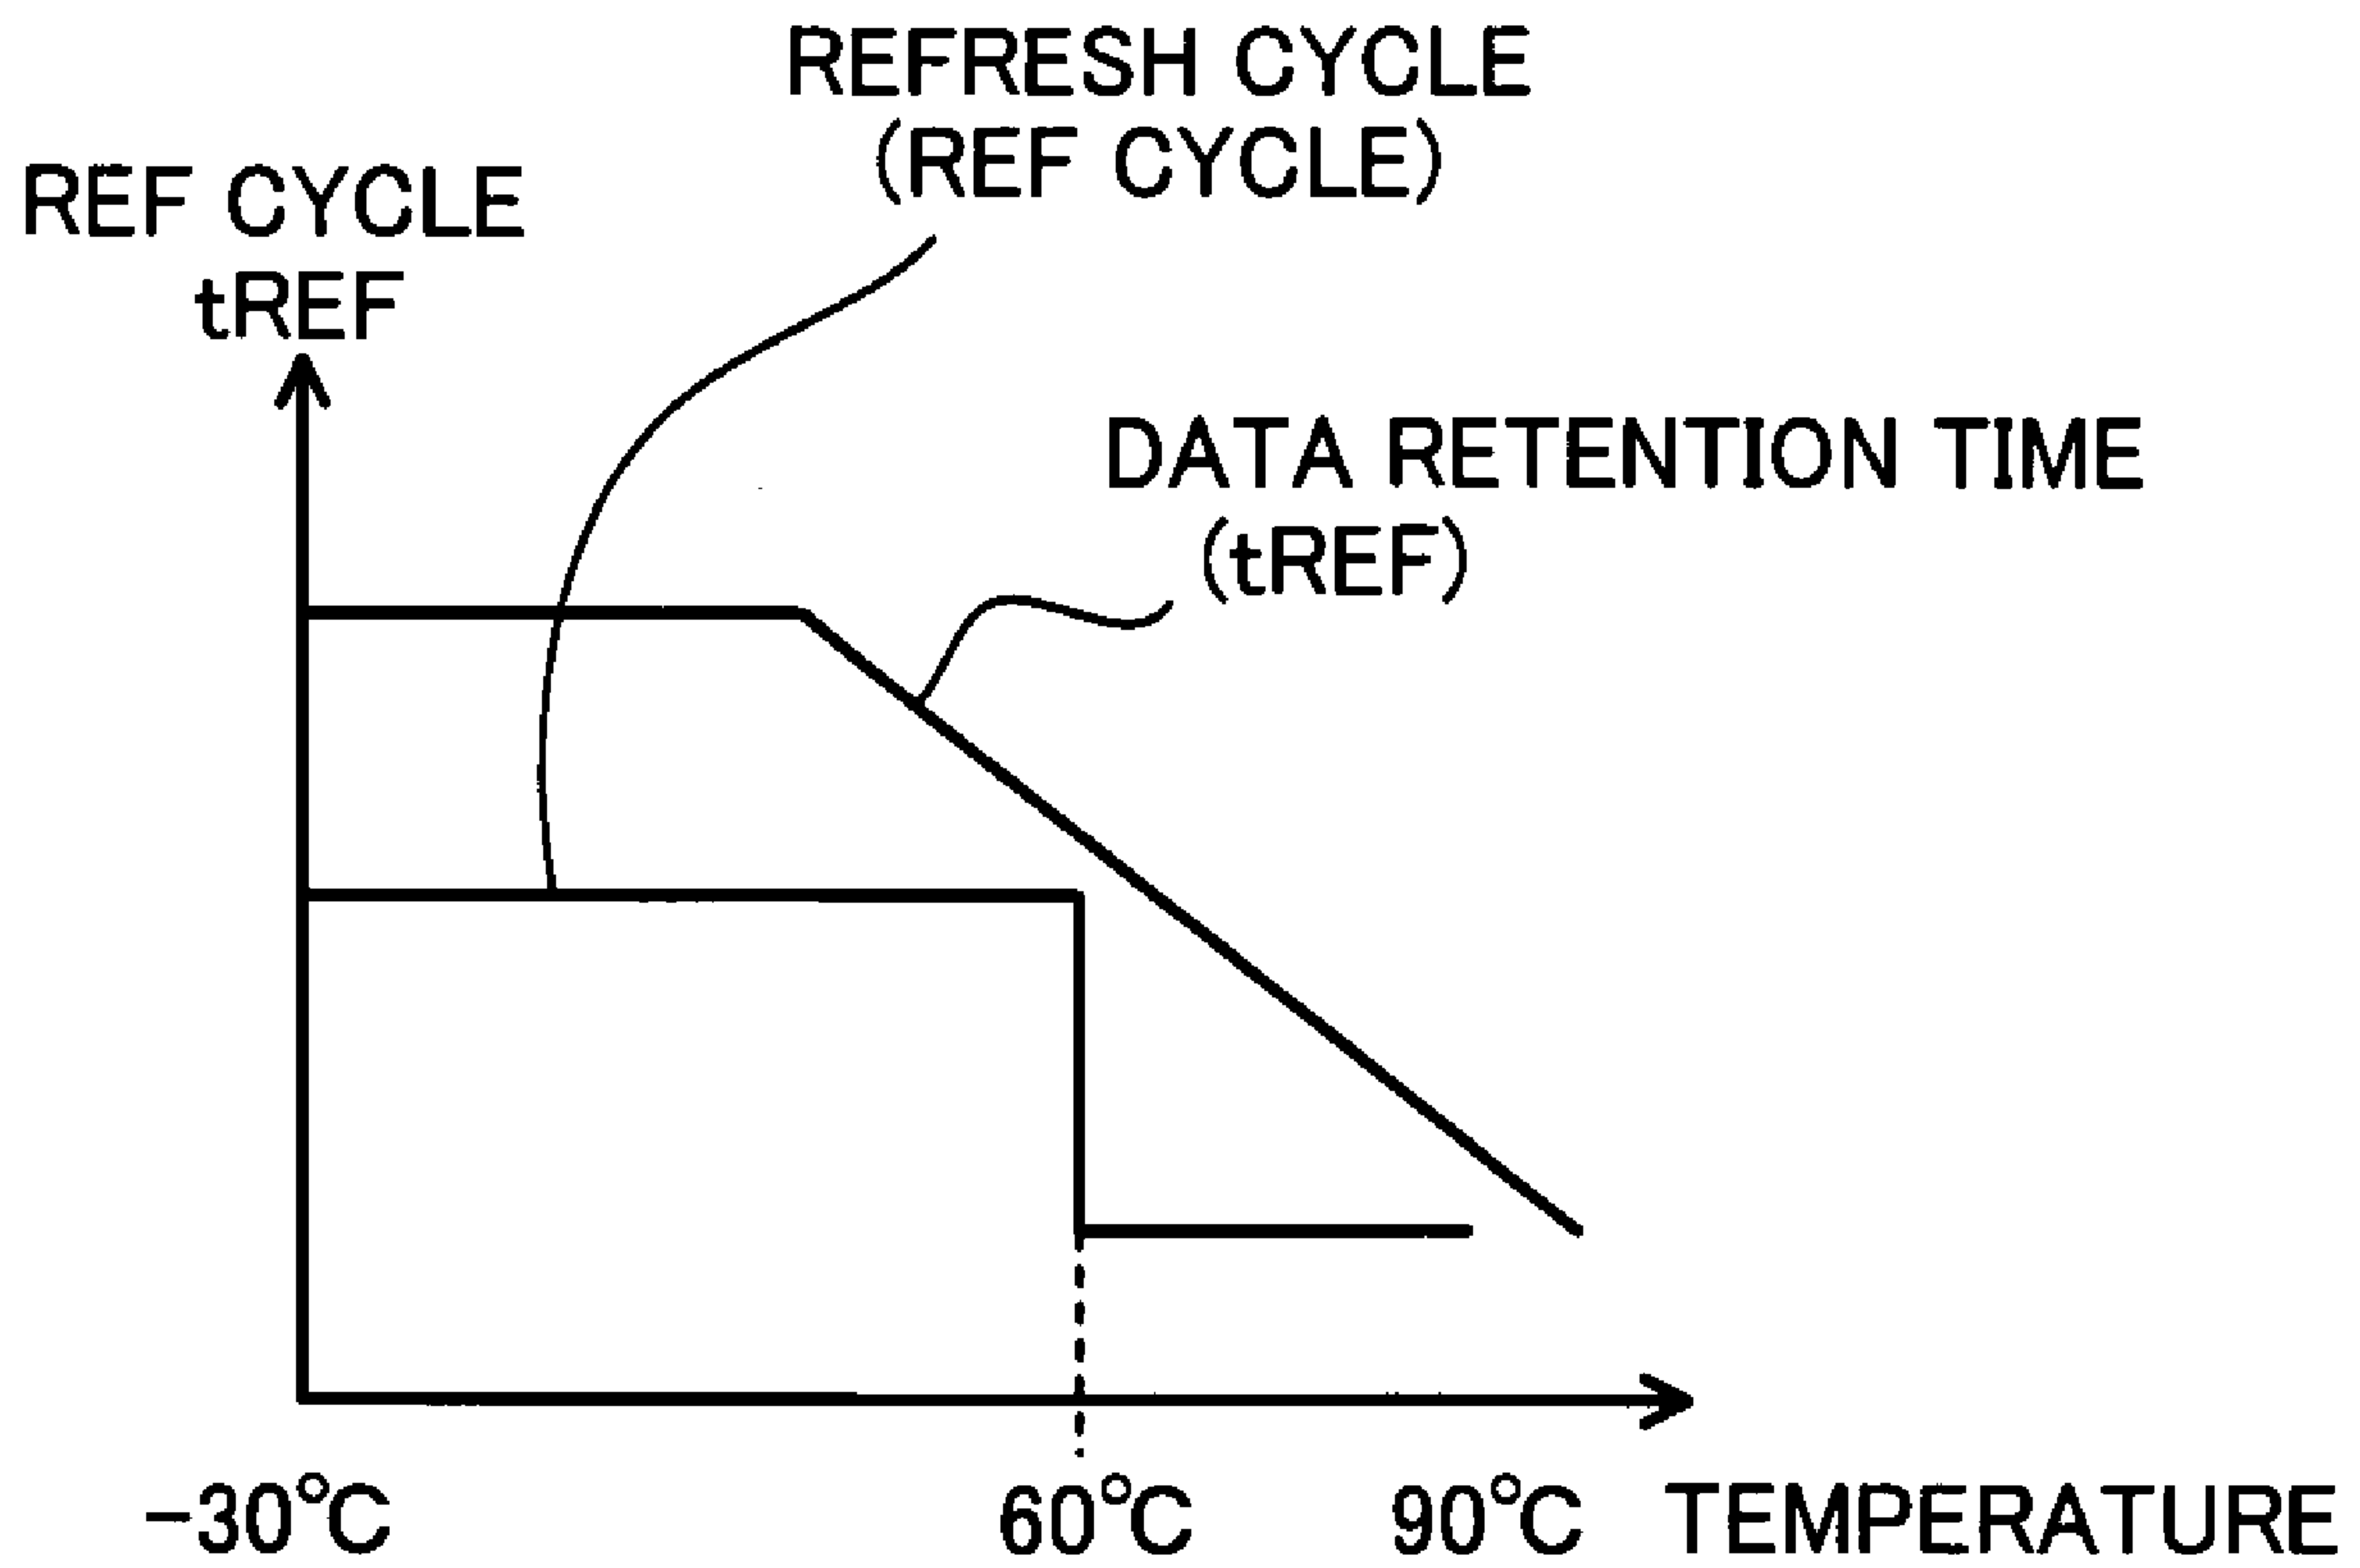 REFRESH CYCLE
(REF CYCLE)
REF CYCLE
tREF
DATA RETENTION TIME
(tREF)
−30°C
60°C
90°C
TEMPERATURE